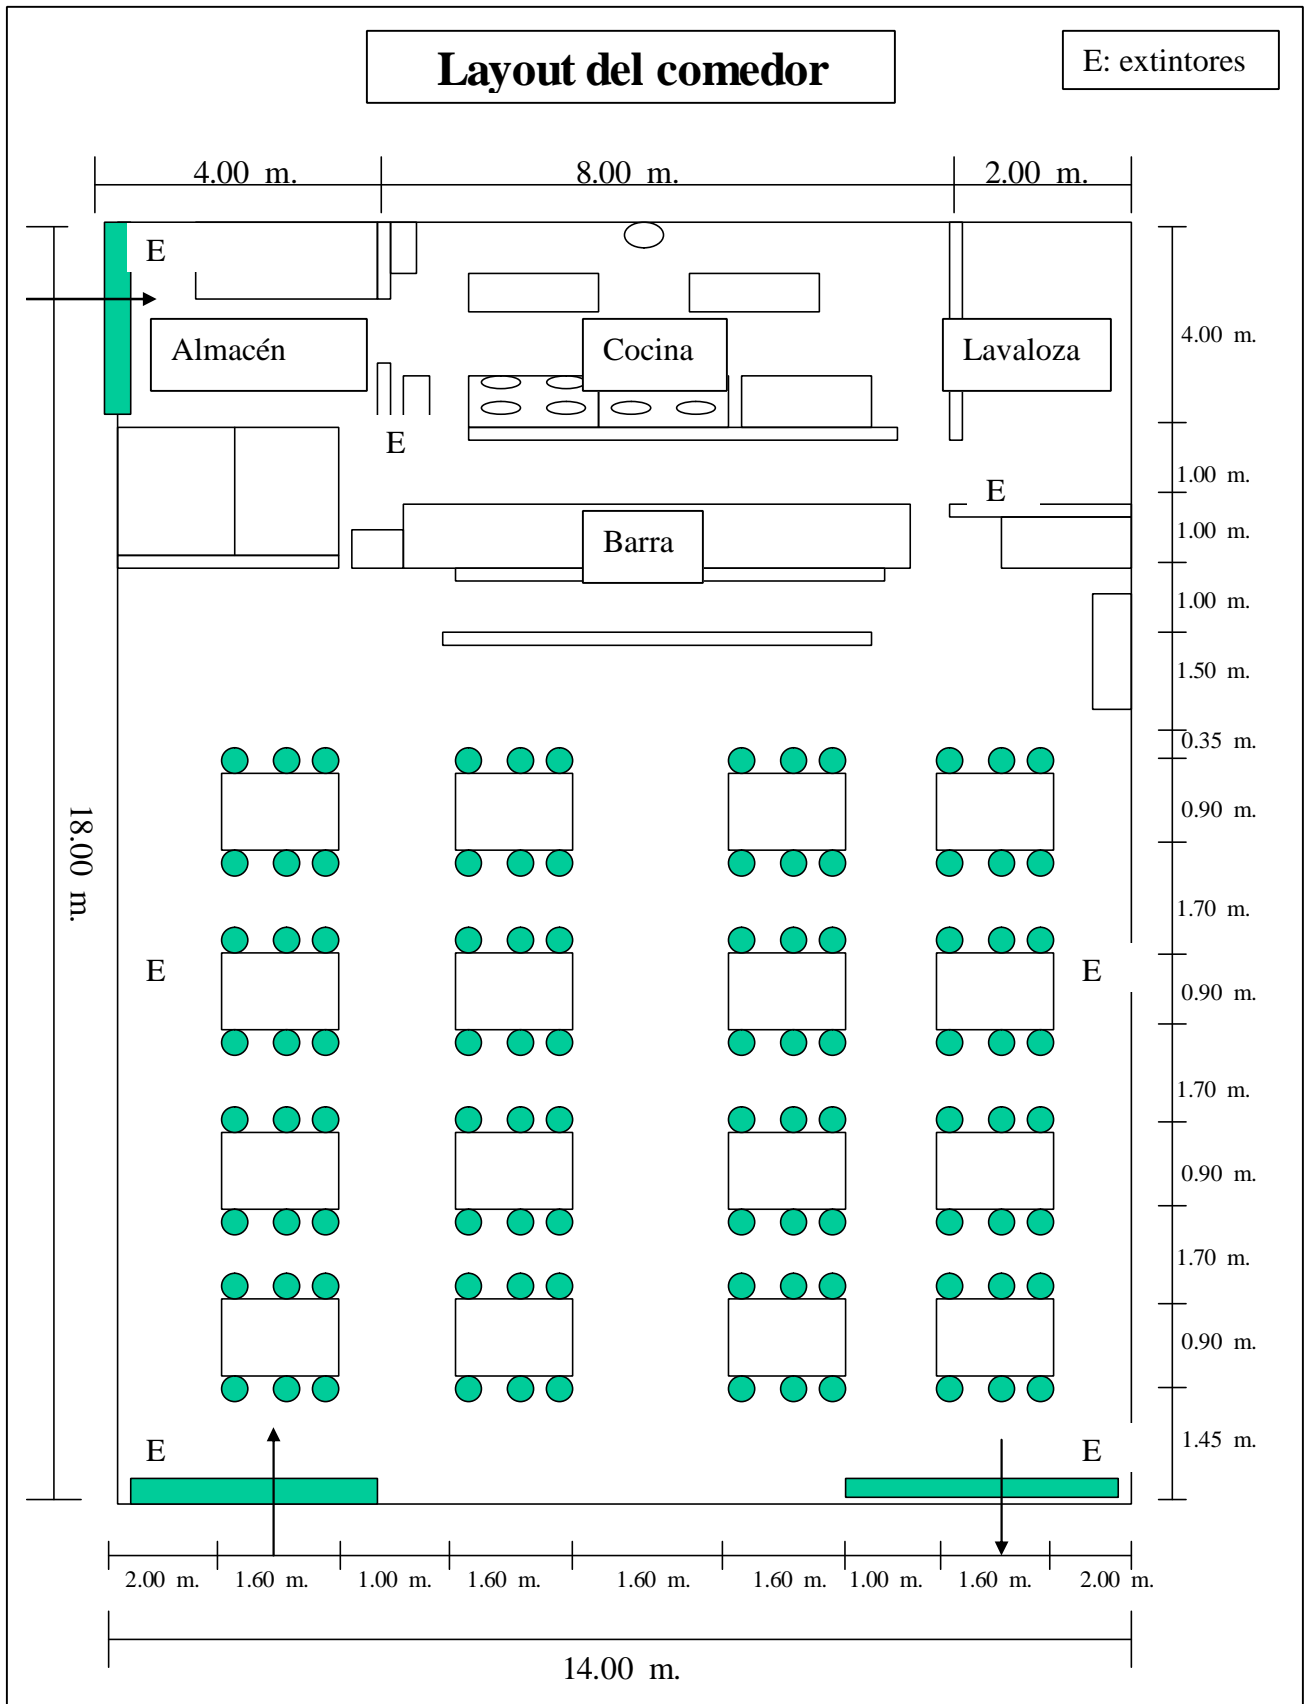 Layout del comedor
E: extintores
4.00 m.
8.00 m.
2.00 m.
E
Almacén
Cocina
Lavaloza
4.00 m.
E
1.00 m.
E
Barra
1.00 m.
1.00 m.
1.50 m.
0.35 m.
18.00 m.
0.90 m.
1.70 m.
E
E
0.90 m.
1.70 m.
0.90 m.
1.70 m.
0.90 m.
E
E
1.45 m.
2.00 m.
1.60 m.
1.00 m.
1.60 m.
1.60 m.
1.60 m.
1.00 m.
1.60 m.
2.00 m.
14.00 m.